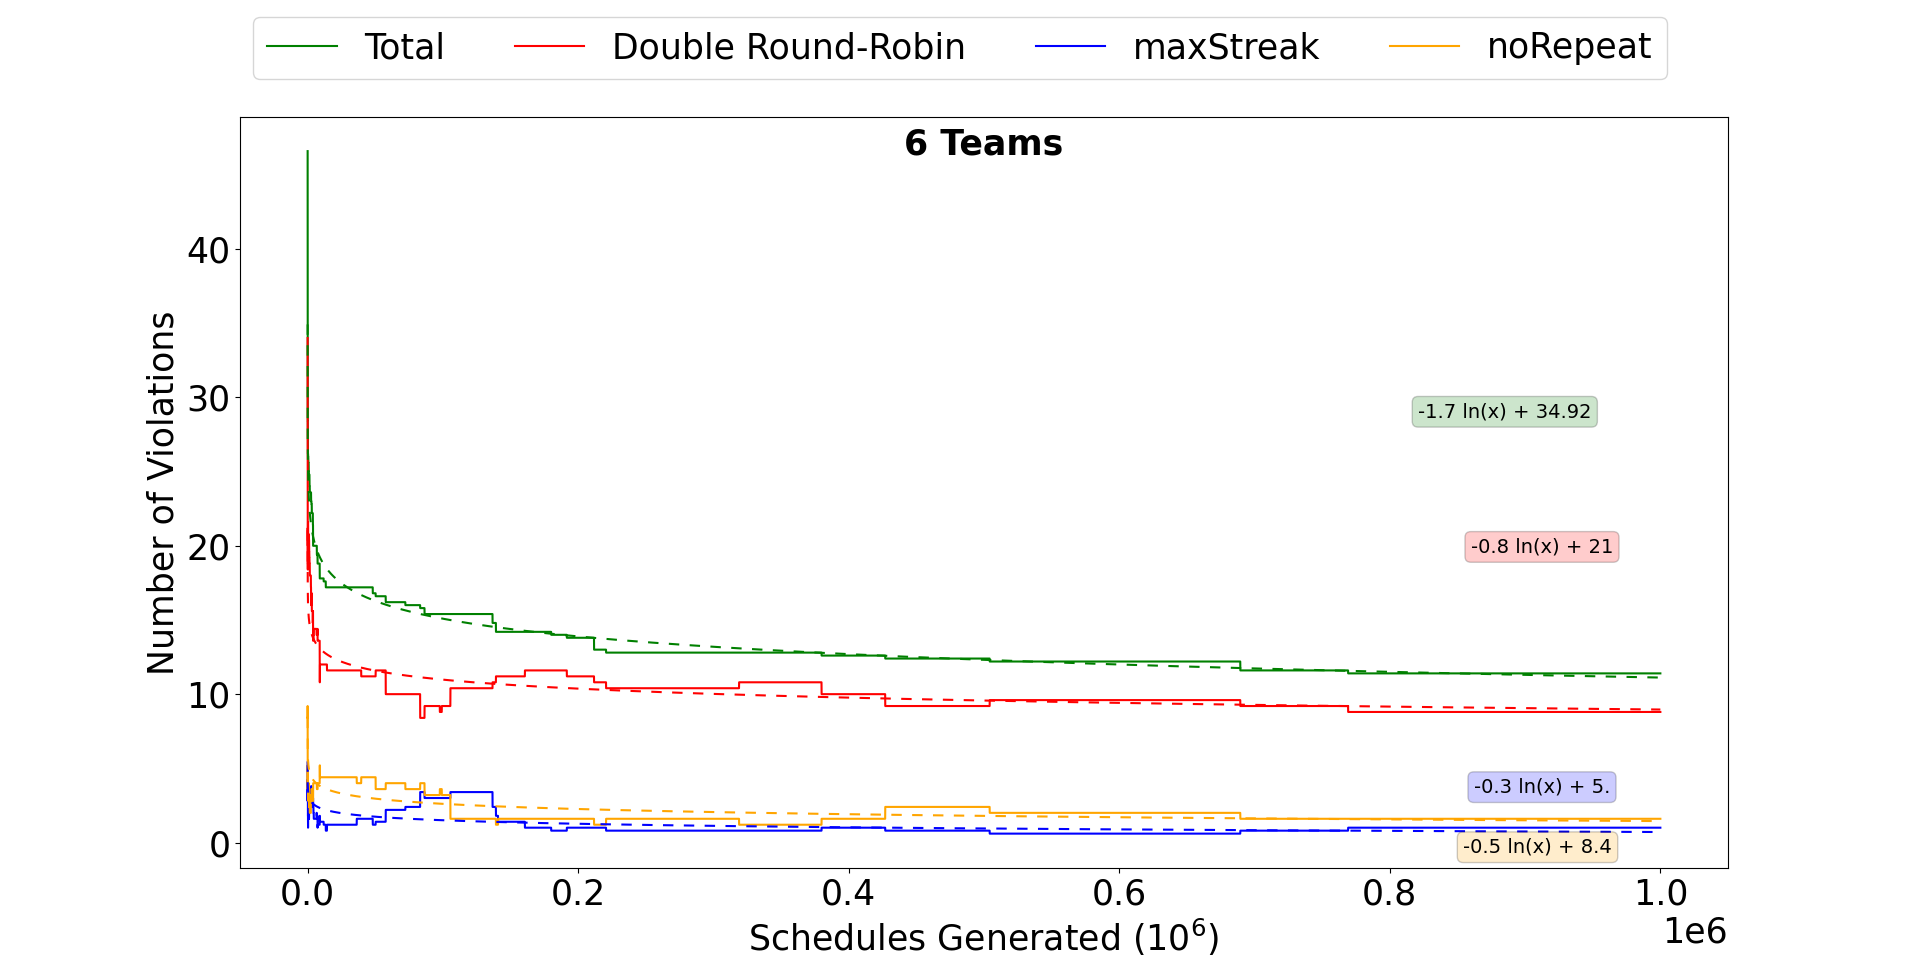 Total Double Round-Robin maxStreak noRepeat
6 Teams
Number of Violations
40
30
20
10
0
-1.7 ln(x) + 34.92
-0.8 ln(x) + 21
-0.3 ln(x) + 5.
-0.5 ln(x) + 8.4
0.0 0.2 0.4 0.6 0.8 1.0
1e6
Schedules Generated (10⁶)